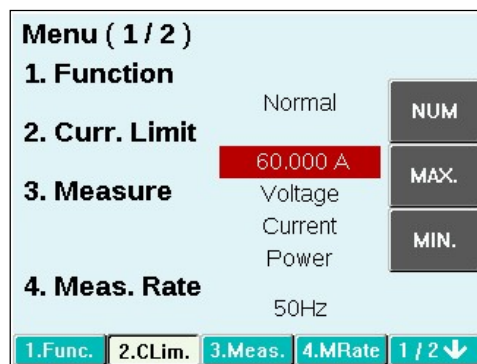 Menu ( 1 / 2 )
1. Function
Normal
NUM
2. Curr. Limit
60.000 A
MAX.
3. Measure
Voltage
Current
MIN.
Power
4. Meas. Rate
50Hz
1.Func. 2.CLim. 3.Meas. 4.MRate 1 / 2